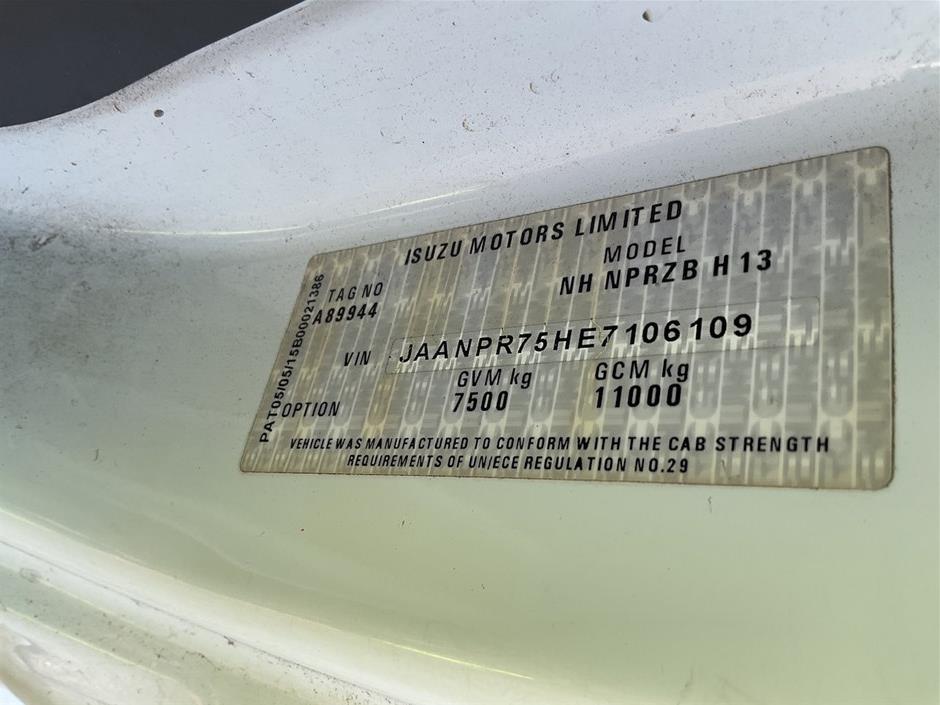 ISUZU MOTORS LIMITED
TAG NO
A89944
MODEL
NH NPRZB H 13
VIN JAANPR75HE7106109
OPTION
GVM kg
7500
GCM kg
11000
VEHICLE WAS MANUFACTURED TO CONFORM WITH THE CAB STRENGTH
REQUIREMENTS OF UN/ECE REGULATION NO.29
PAT05/05/15B00021386